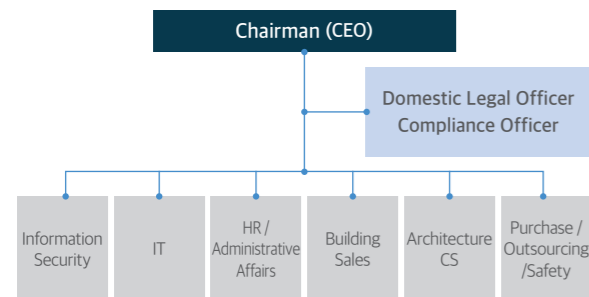 Chairman (CEO)
Domestic Legal Officer
Compliance Officer
Information
Security
IT
HR /
Administrative
Affairs
Building
Sales
Architecture
CS
Purchase /
Outsourcing
/Safety